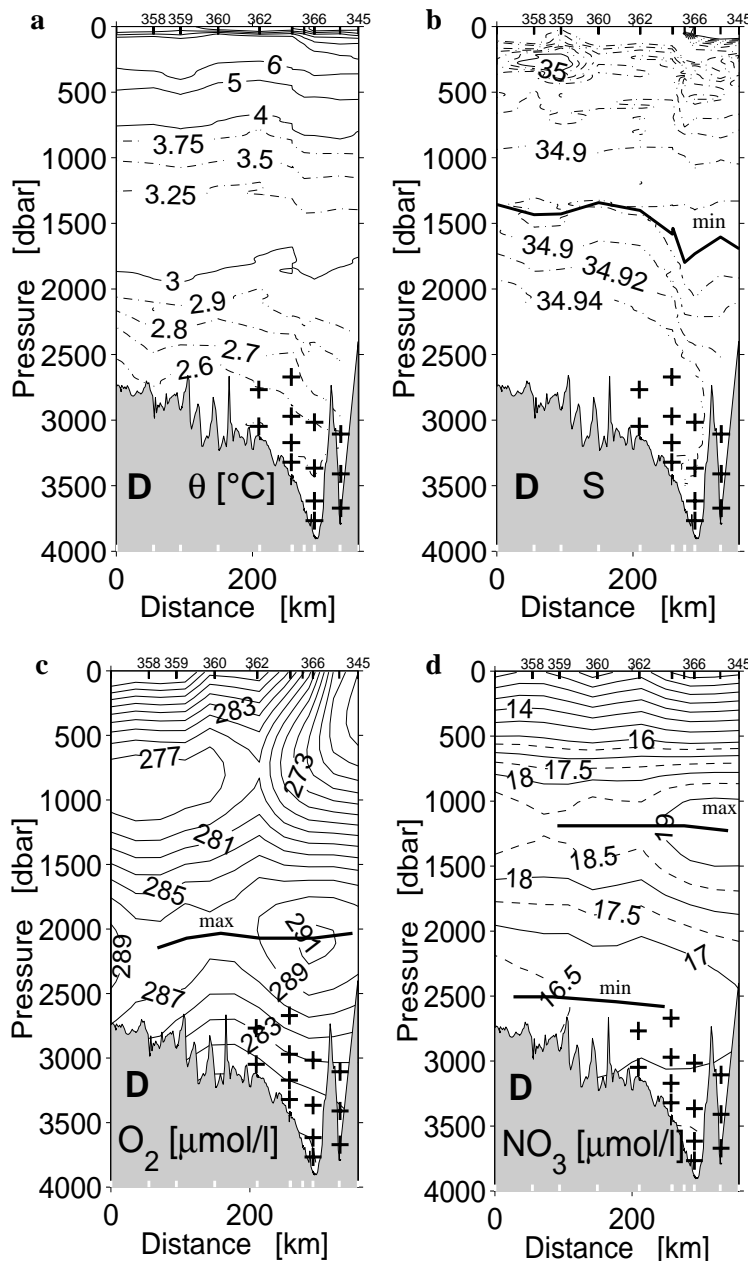 a
358 359 360 362 366 345
0
500
1000
1500
2000
2500
3000
3500
4000
Pressure [dbar]
6
5
4
3.75
3.5
3.25
3
2.9
2.8
2.7
2.6
D θ [°C]
0 200
Distance [km]
b
358 359 360 362 366 345
0
500
1000
1500
2000
2500
3000
3500
4000
Pressure [dbar]
35
34.9
min
34.9
34.92
34.94
D S
0 200
Distance [km]
c
358 359 360 362 366 345
0
500
1000
1500
2000
2500
3000
3500
4000
Pressure [dbar]
283
277
273
281
285
max
291
289
289
287
283
D
O2 [μmol/l]
0 200
Distance [km]
d
358 359 360 362 366 345
0
500
1000
1500
2000
2500
3000
3500
4000
Pressure [dbar]
14
16
17.5
18
max
19
18.5
18
17.5
17
16.5
min
D
NO3 [μmol/l]
0 200
Distance [km]